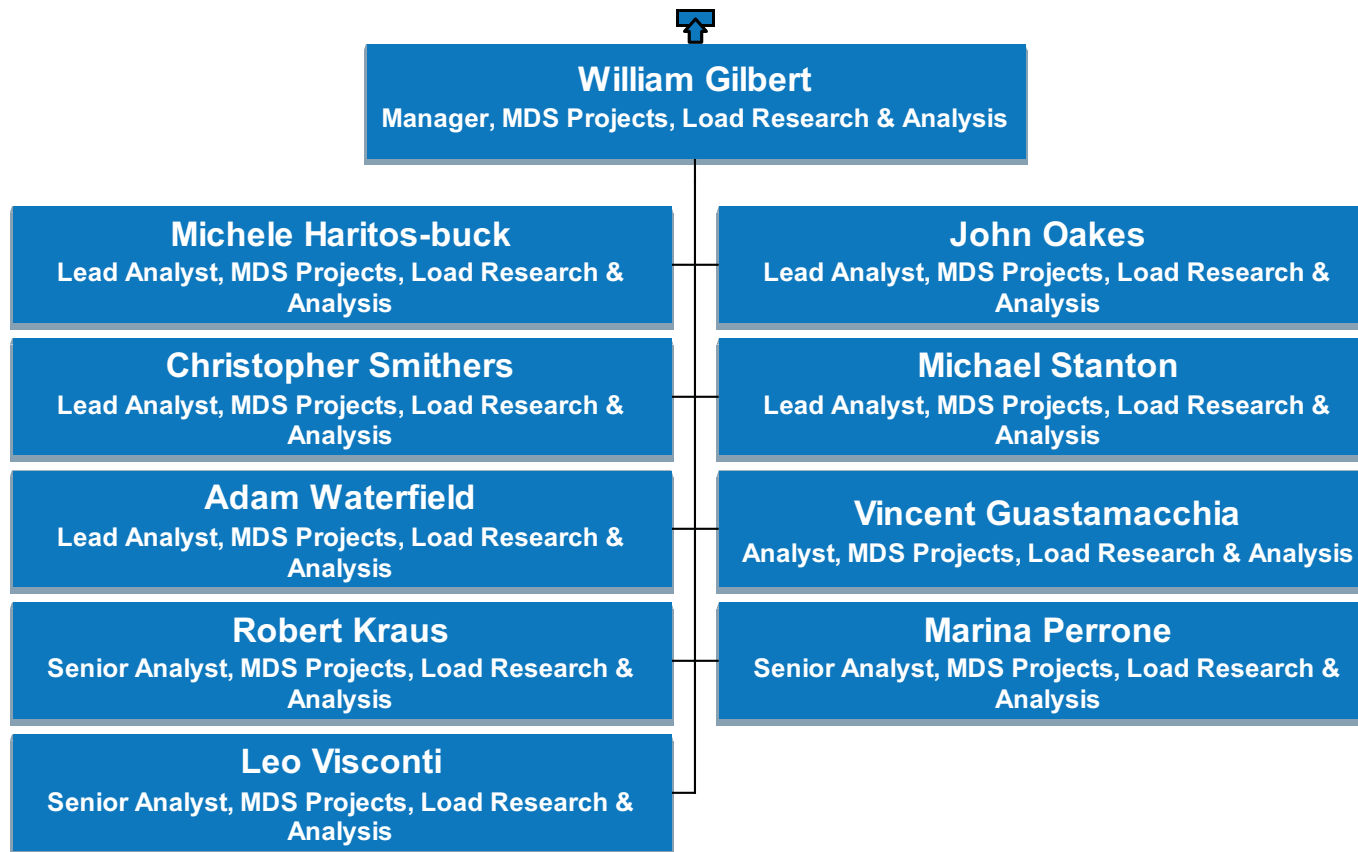 William Gilbert
Manager, MDS Projects, Load Research & Analysis
Michele Haritos-buck
Lead Analyst, MDS Projects, Load Research &
Analysis
John Oakes
Lead Analyst, MDS Projects, Load Research &
Analysis
Christopher Smithers
Lead Analyst, MDS Projects, Load Research &
Analysis
Michael Stanton
Lead Analyst, MDS Projects, Load Research &
Analysis
Adam Waterfield
Lead Analyst, MDS Projects, Load Research &
Analysis
Vincent Guastamacchia
Analyst, MDS Projects, Load Research & Analysis
Robert Kraus
Senior Analyst, MDS Projects, Load Research &
Analysis
Marina Perrone
Senior Analyst, MDS Projects, Load Research &
Analysis
Leo Visconti
Senior Analyst, MDS Projects, Load Research &
Analysis